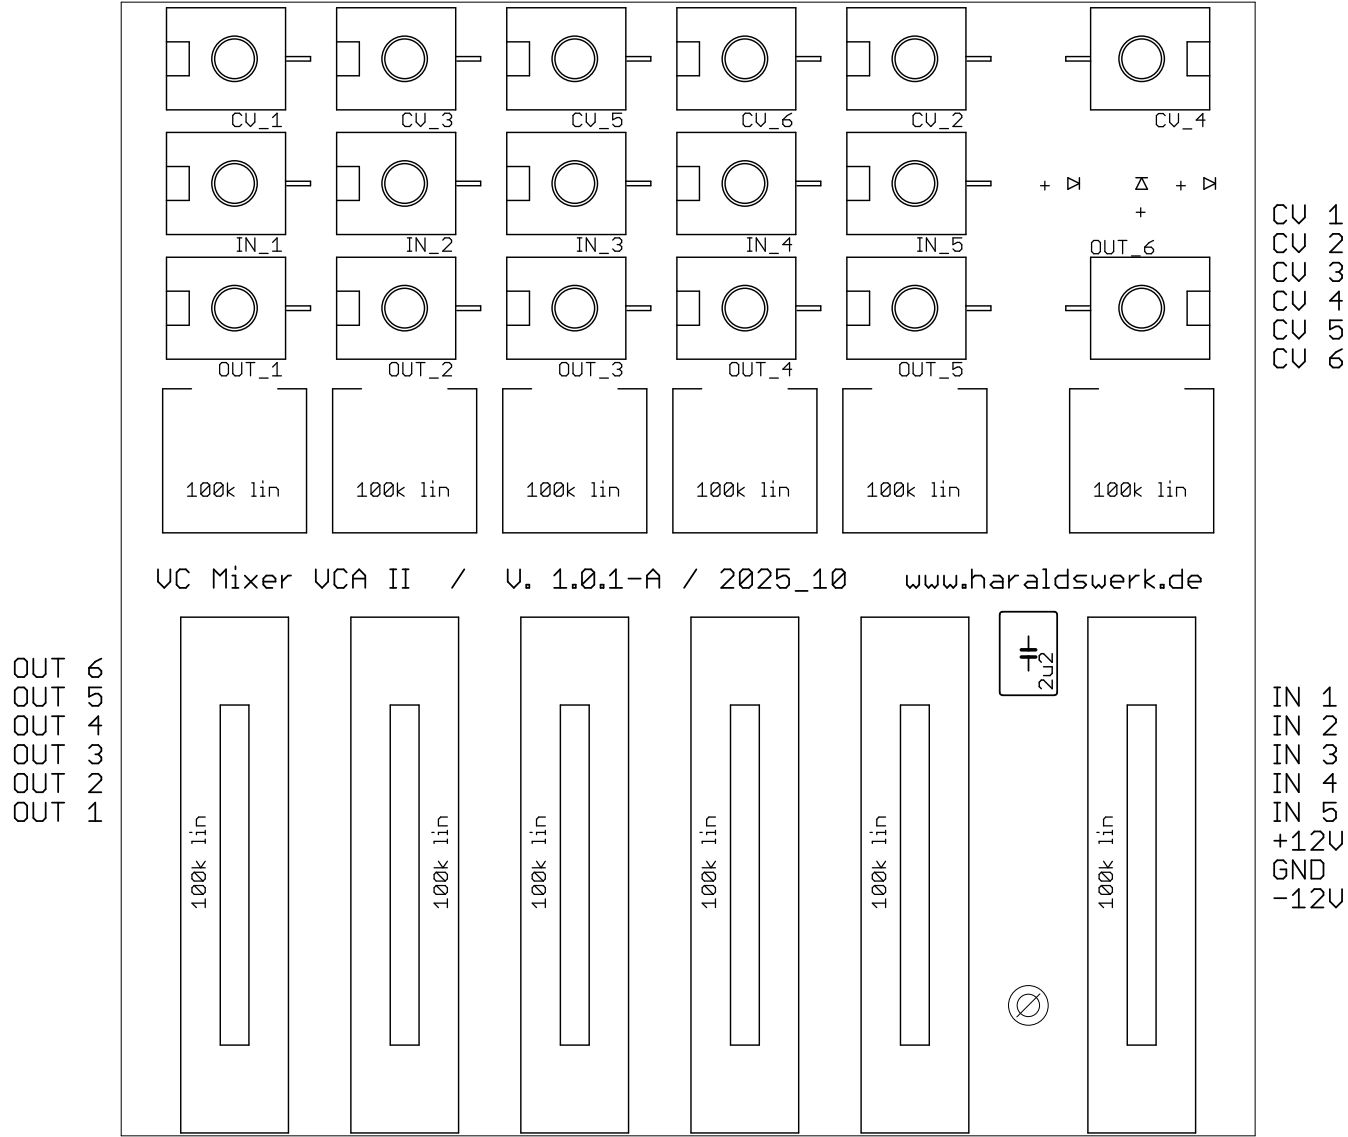 CV_1 CV_3 CV_5 CV_6 CV_2 CV_4
+ +
+
IN_1 IN_2 IN_3 IN_4 IN_5 OUT_6
OUT_1 OUT_2 OUT_3 OUT_4 OUT_5
CV 1
CV 2
CV 3
CV 4
CV 5
CV 6
100k lin 100k lin 100k lin 100k lin 100k lin 100k lin
VC Mixer VCA II / V. 1.0.1-A / 2025_10 www.haraldswerk.de
2u2
OUT 6
OUT 5
OUT 4
OUT 3
OUT 2
OUT 1
100k lin 100k lin 100k lin 100k lin 100k lin 100k lin
IN 1
IN 2
IN 3
IN 4
IN 5
+12V
GND
-12V